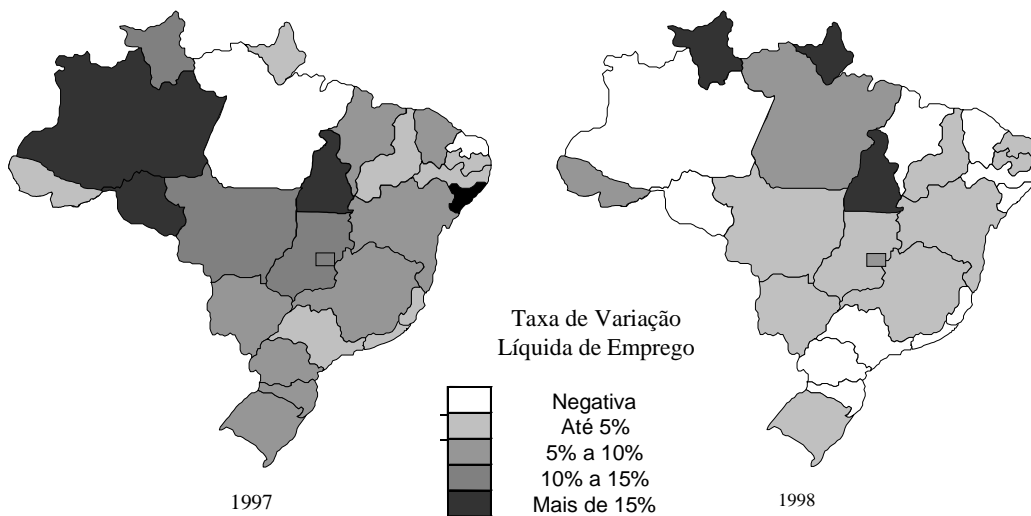 Taxa de Variação
Líquida de Emprego
Negativa
Até 5%
5% a 10%
10% a 15%
Mais de 15%
1997
1998